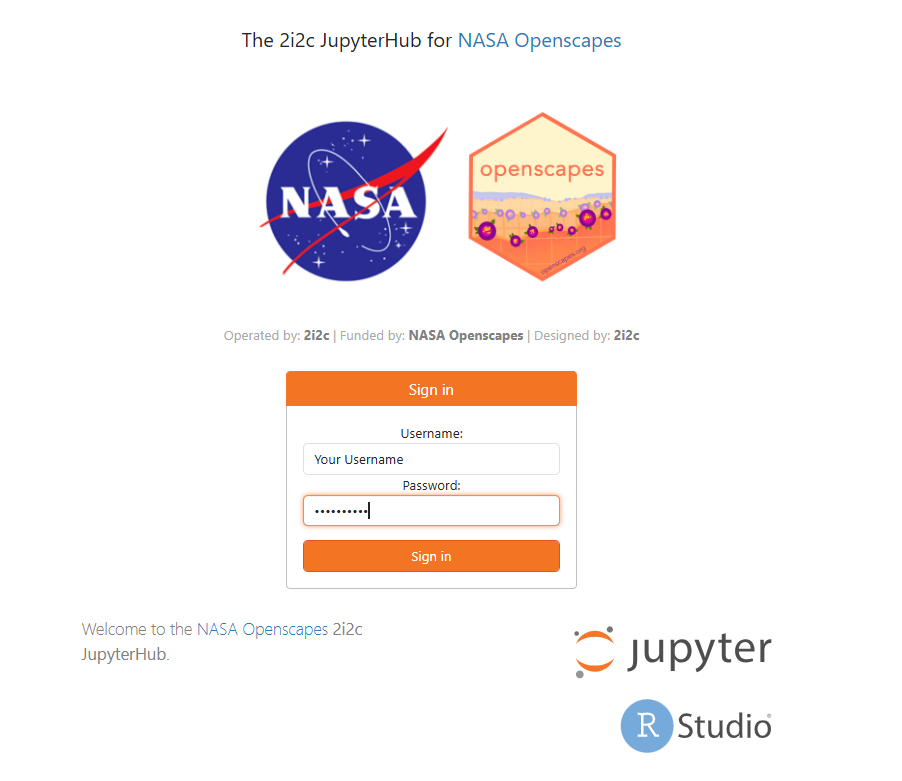 The 2i2c JupyterHub for NASA Openscapes
NASA
openscapes
openscapes.org
Operated by: 2i2c | Funded by: NASA Openscapes | Designed by: 2i2c
Sign in
Username:
Your Username
Password:
••••••••••
Sign in
Welcome to the NASA Openscapes 2i2c
JupyterHub.
jupyter
R Studio®